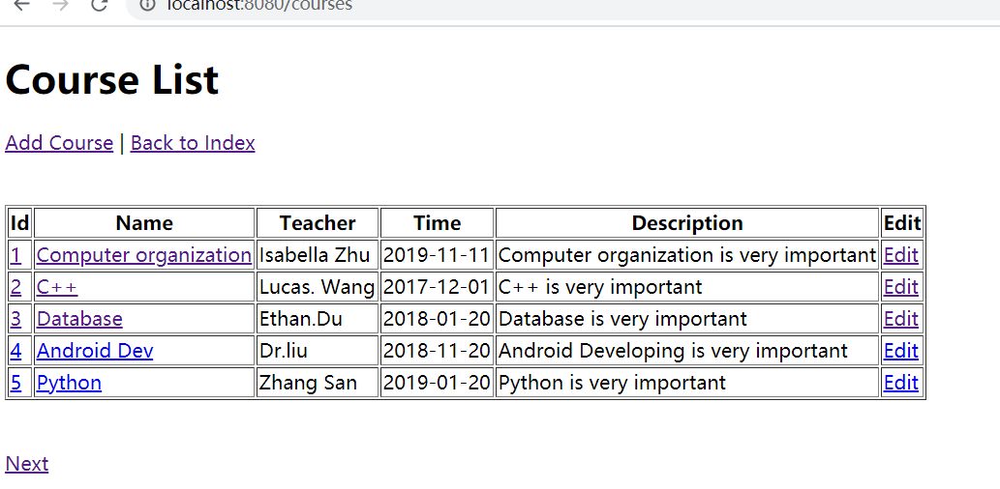 localhost:8080/courses
Course List
Add Course | Back to Index
Id Name Teacher Time Description Edit
1 Computer organization Isabella Zhu 2019-11-11 Computer organization is very important Edit
2 C++ Lucas. Wang 2017-12-01 C++ is very important Edit
3 Database Ethan.Du 2018-01-20 Database is very important Edit
4 Android Dev Dr.liu 2018-11-20 Android Developing is very important Edit
5 Python Zhang San 2019-01-20 Python is very important Edit
Next